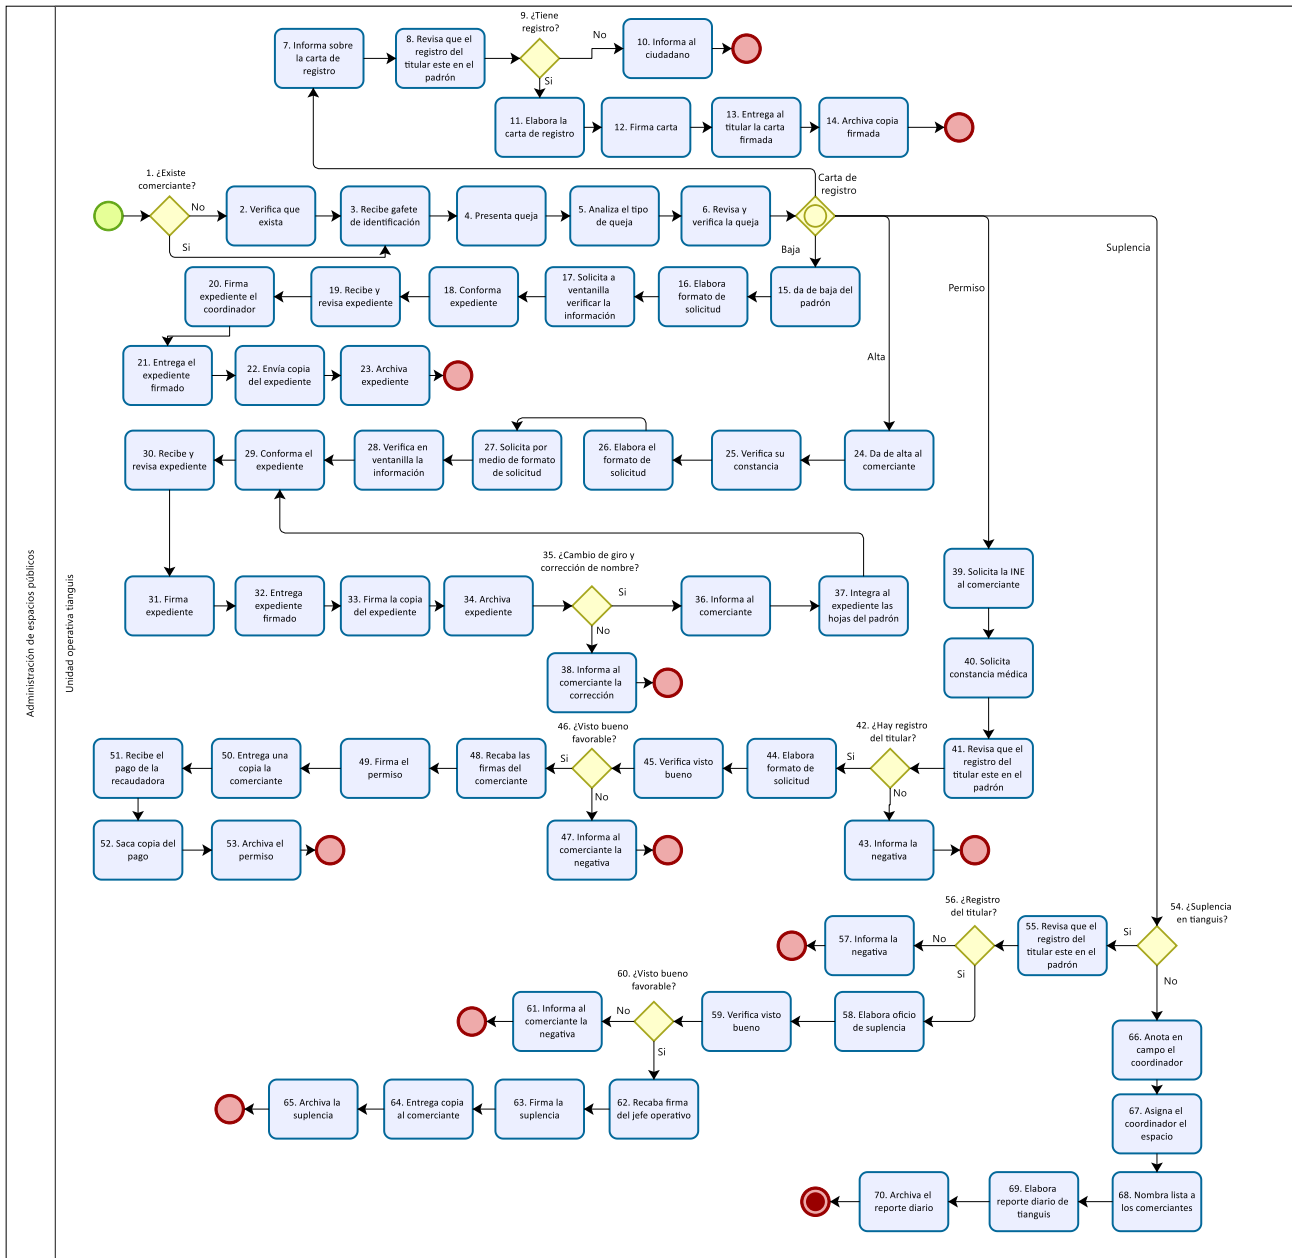 Administración de espacios públicos
Unidad operativa tianguis
9. ¿Tiene
registro?
7. Informa sobre
la carta de
registro
8. Revisa que el
registro del
titular este en el
padrón
No
Si
10. Informa al
ciudadano
11. Elabora la
carta de registro
12. Firma carta
13. Entrega al
titular la carta
firmada
14. Archiva copia
firmada
1. ¿Existe
comerciante?
No
Si
2. Verifica que
exista
3. Recibe gafete
de identificación
4. Presenta queja
5. Analiza el tipo
de queja
6. Revisa y
verifica la queja
Carta de
registro
Baja
Suplencia
Permiso
Alta
15. da de baja del
padrón
16. Elabora
formato de
solicitud
17. Solicita a
ventanilla
verificar la
información
18. Conforma
expediente
19. Recibe y
revisa expediente
20. Firma
expediente el
coordinador
21. Entrega el
expediente
firmado
22. Envía copia
del expediente
23. Archiva
expediente
24. Da de alta al
comerciante
25. Verifica su
constancia
26. Elabora el
formato de
solicitud
27. Solicita por
medio de formato
de solicitud
28. Verifica en
ventanilla la
información
29. Conforma el
expediente
30. Recibe y
revisa expediente
31. Firma
expediente
32. Entrega
expediente
firmado
33. Firma la copia
del expediente
34. Archiva
expediente
35. ¿Cambio de giro y
corrección de nombre?
Si
No
36. Informa al
comerciante
37. Integra al
expediente las
hojas del padrón
38. Informa al
comerciante la
corrección
39. Solicita la INE
al comerciante
40. Solicita
constancia médica
41. Revisa que el
registro del
titular este en el
padrón
42. ¿Hay registro
del titular?
Si
No
43. Informa la
negativa
44. Elabora
formato de
solicitud
45. Verifica visto
bueno
46. ¿Visto bueno
favorable?
Si
No
47. Informa al
comerciante la
negativa
48. Recaba las
firmas del
comerciante
49. Firma el
permiso
50. Entrega una
copia la
comerciante
51. Recibe el
pago de la
recaudadora
52. Saca copia del
pago
53. Archiva el
permiso
54. ¿Suplencia
en tianguis?
Si
No
55. Revisa que el
registro del
titular este en el
padrón
56. ¿Registro
del titular?
No
Si
57. Informa la
negativa
58. Elabora oficio
de suplencia
59. Verifica visto
bueno
60. ¿Visto bueno
favorable?
No
Si
61. Informa al
comerciante la
negativa
62. Recaba firma
del jefe operativo
63. Firma la
suplencia
64. Entrega copia
al comerciante
65. Archiva la
suplencia
66. Anota en
campo el
coordinador
67. Asigna el
coordinador el
espacio
68. Nombra lista a
los comerciantes
69. Elabora
reporte diario de
tianguis
70. Archiva el
reporte diario